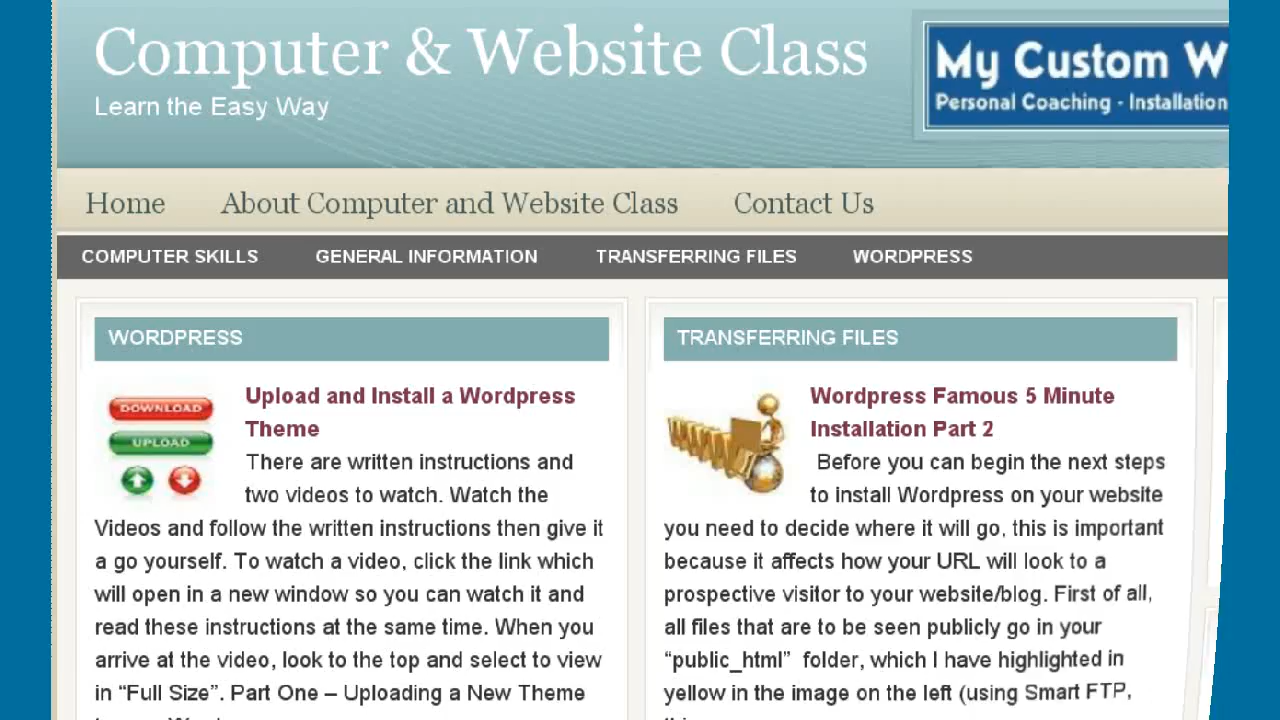 Computer & Website Class
Learn the Easy Way
My Custom W
Personal Coaching - Installation
Home About Computer and Website Class Contact Us
COMPUTER SKILLS GENERAL INFORMATION TRANSFERRING FILES WORDPRESS
WORDPRESS
DOWNLOAD
UPLOAD
Upload and Install a Wordpress
Theme
There are written instructions and
two videos to watch. Watch the
Videos and follow the written instructions then give it
a go yourself. To watch a video, click the link which
will open in a new window so you can watch it and
read these instructions at the same time. When you
arrive at the video, look to the top and select to view
in “Full Size”. Part One – Uploading a New Theme
TRANSFERRING FILES
WWW
Wordpress Famous 5 Minute
Installation Part 2
Before you can begin the next steps
to install Wordpress on your website
you need to decide where it will go, this is important
because it affects how your URL will look to a
prospective visitor to your website/blog. First of all,
all files that are to be seen publicly go in your
“public_html” folder, which I have highlighted in
yellow in the image on the left (using Smart FTP,